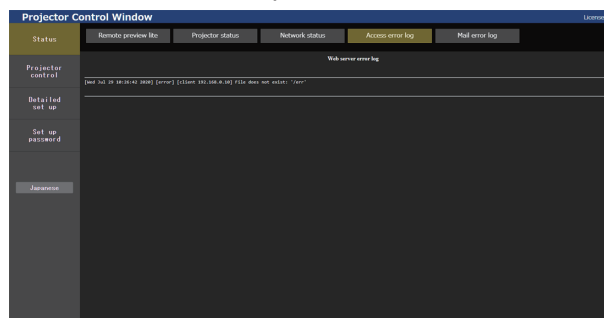 Projector Control Window
License
Status
Remote preview lite
Projector status
Network status
Access error log
Mail error log
Web server error log
Projector
control
[Wed Jul 29 10:26:42 2020] [error] [client 192.168.0.10] File does not exist: '/err'
Detailed
set up
Set up
password
Japanese